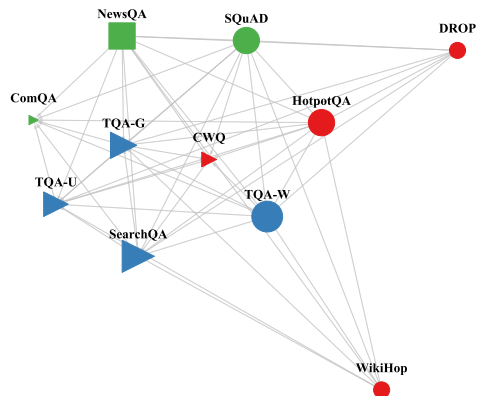 NewsQA
SQuAD
DROP
ComQA
HotpotQA
TQA-G
CWQ
TQA-U
TQA-W
SearchQA
WikiHop